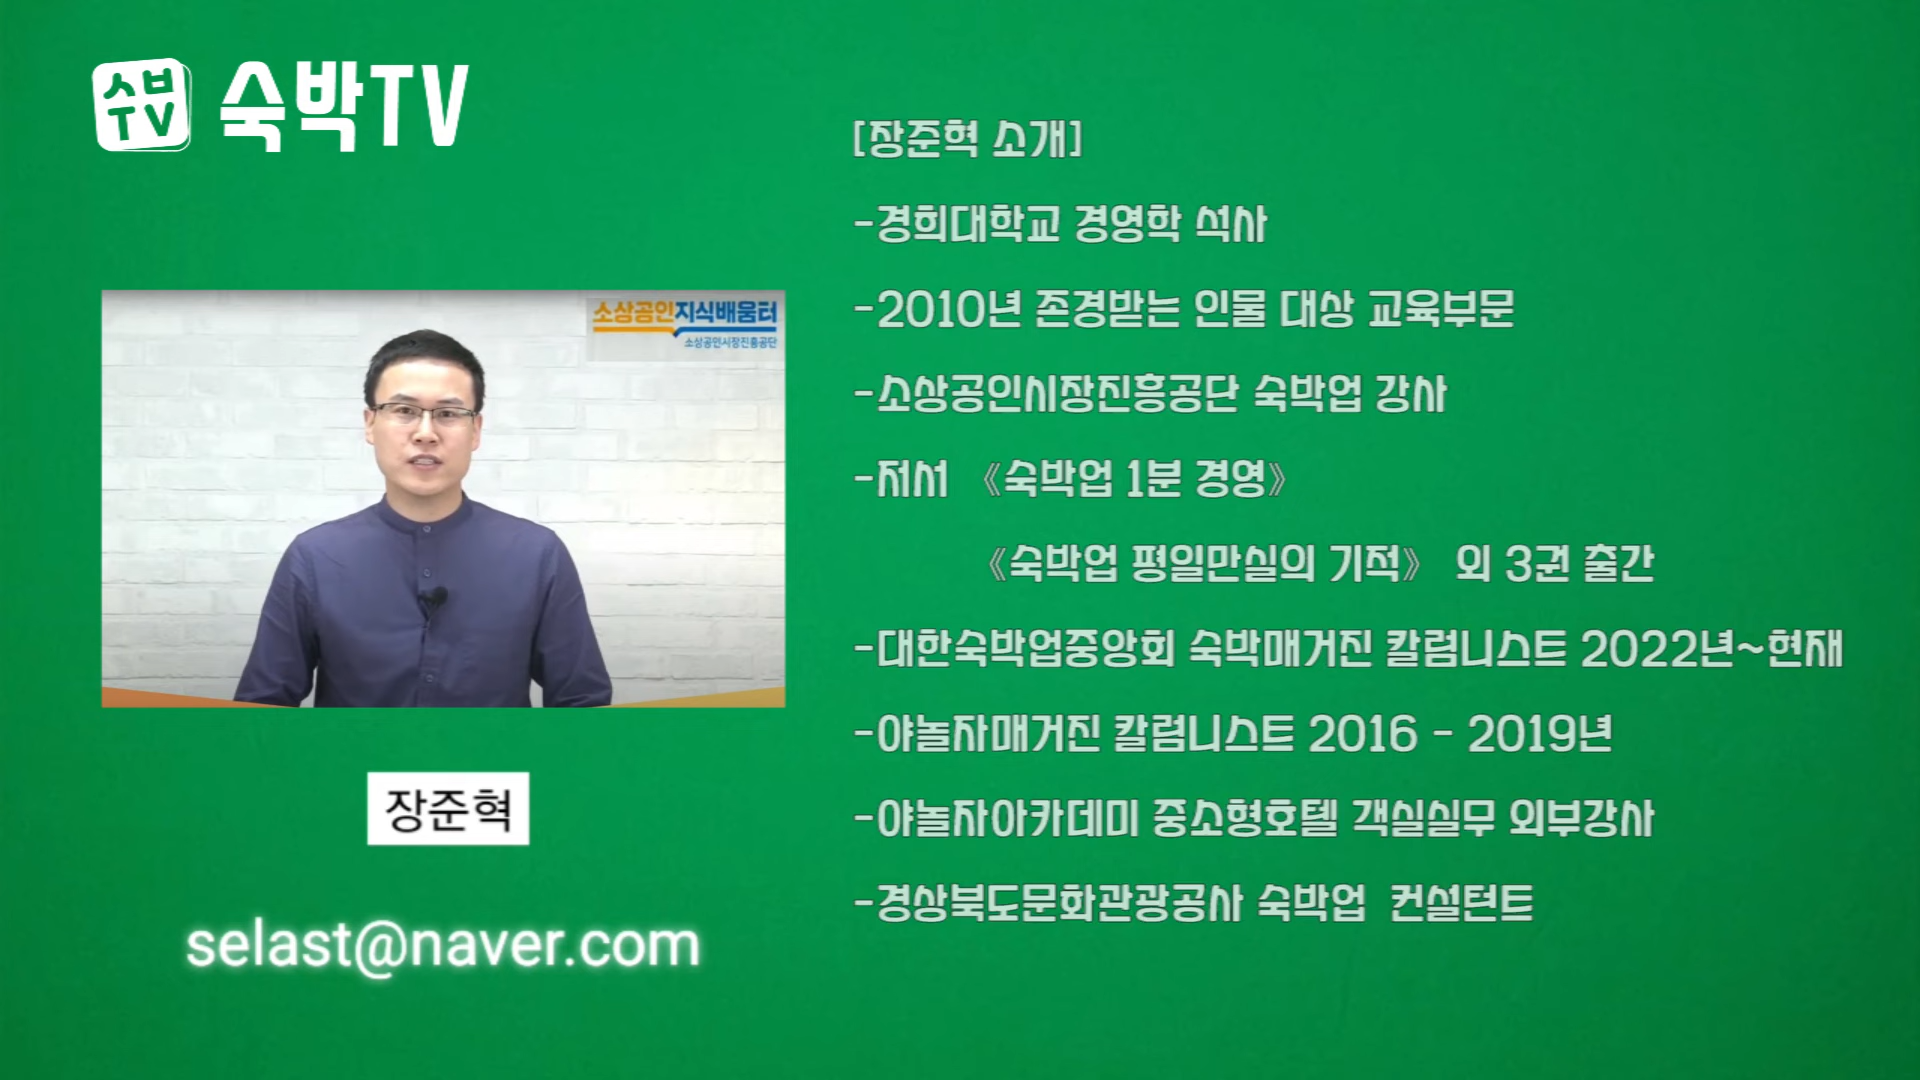 스브
TV
숙박TV
소상공인지식배움터
소상공인시장진흥공단
장준혁
selast@naver.com
[장준혁 소개]
-경희대학교 경영학 석사
-2010년 존경받는 인물 대상 교육부문
-소상공인시장진흥공단 숙박업 강사
-저서 《숙박업 1분 경영》
《숙박업 평일만실의 기적》 외 3권 출간
-대한숙박업중앙회 숙박매거진 칼럼니스트 2022년~현재
-야놀자매거진 칼럼니스트 2016 - 2019년
-야놀자아카데미 중소형호텔 객실실무 외부강사
-경상북도문화관광공사 숙박업 컨설턴트